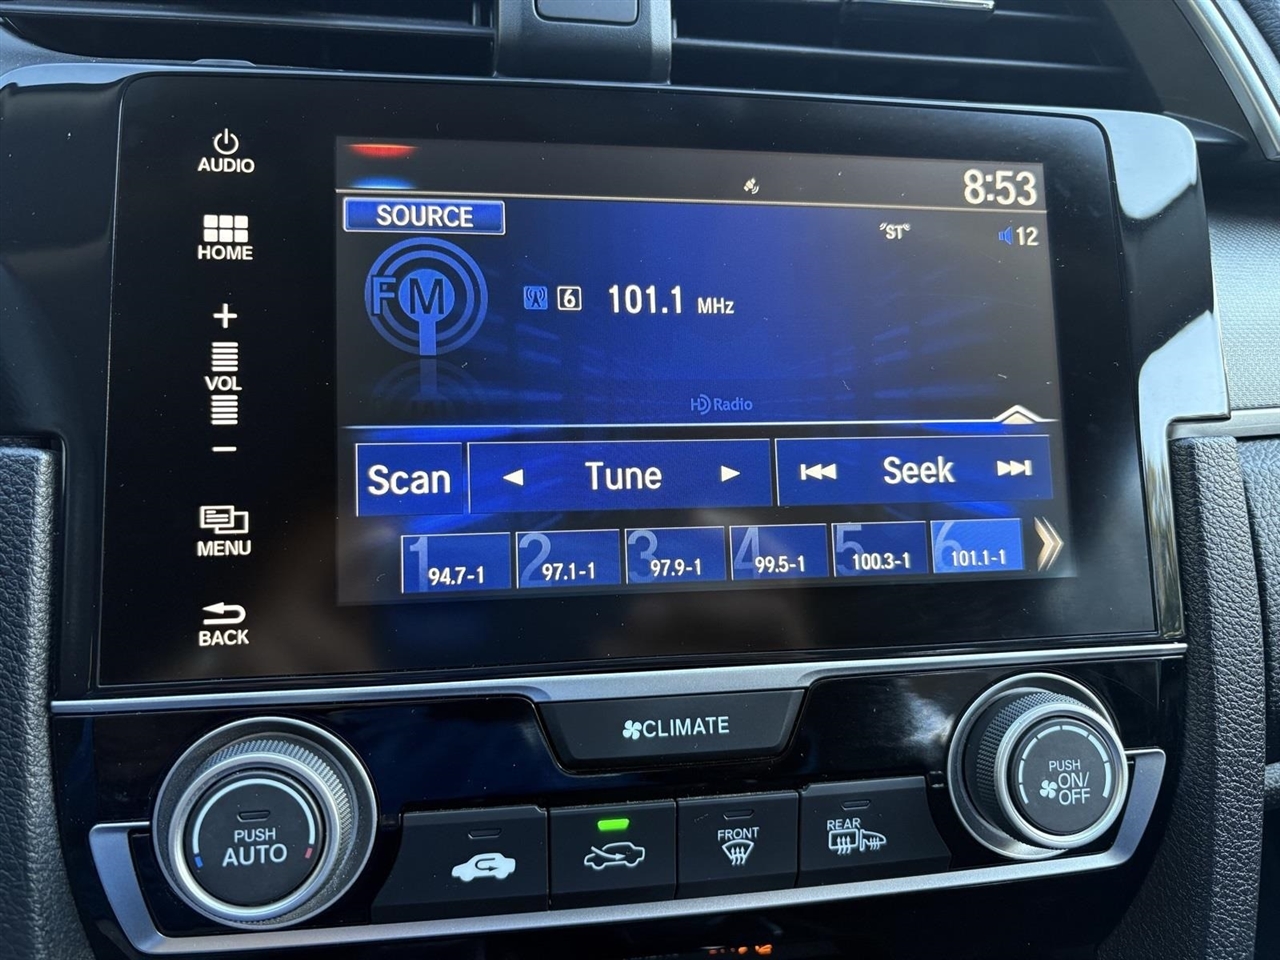 AUDIO
HOME
+
VOL
−
MENU
BACK
8:53
SOURCE
"ST"
12
FM
6 101.1 MHz
HD Radio
Scan
Tune
Seek
1 94.7-1
2 97.1-1
3 97.9-1
4 99.5-1
5 100.3-1
6 101.1-1
CLIMATE
PUSH
AUTO
FRONT
REAR
PUSH
ON/
OFF